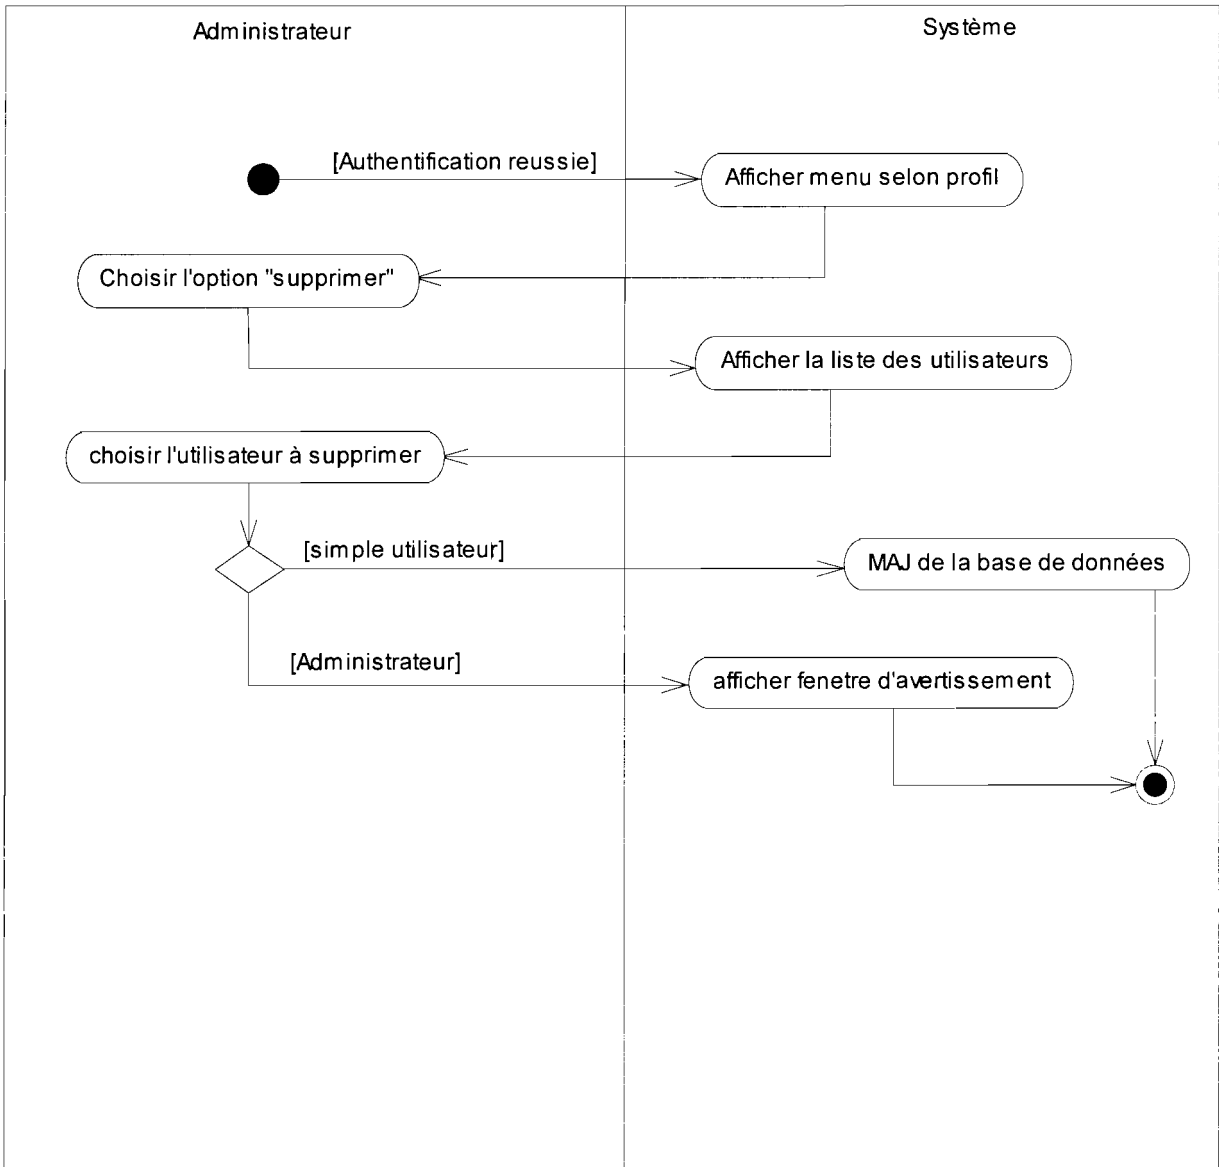 Administrateur
Système
[Authentification reussie]
Afficher menu selon profil
Choisir l'option "supprimer"
Afficher la liste des utilisateurs
choisir l'utilisateur à supprimer
[simple utilisateur]
MAJ de la base de données
[Administrateur]
afficher fenetre d'avertissement